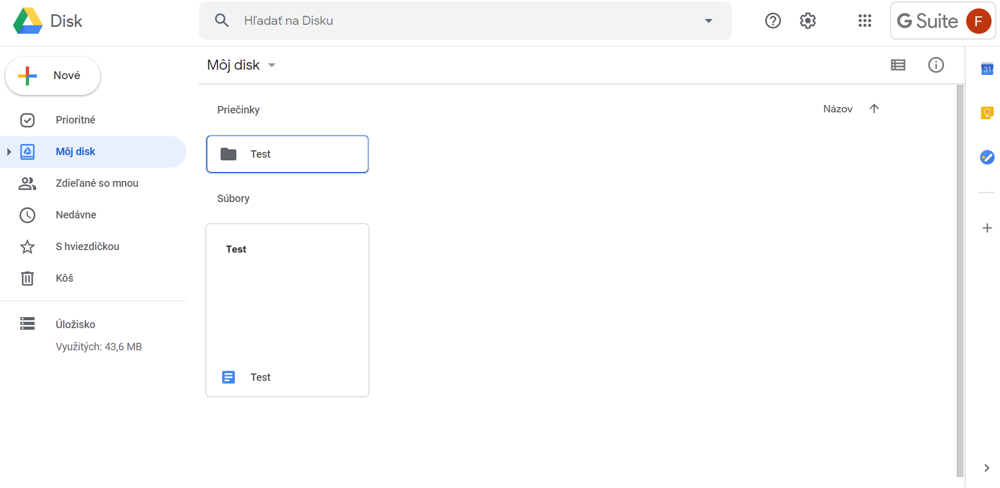 Disk
Hľadať na Disku
G Suite
F
Nové
Môj disk
31
Prioritné
Môj disk
Zdieľané so mnou
Nedávne
S hviezdičkou
Kôš
Úložisko
Využitých: 43,6 MB
Priečinky
Názov
Test
Súbory
Test
Test